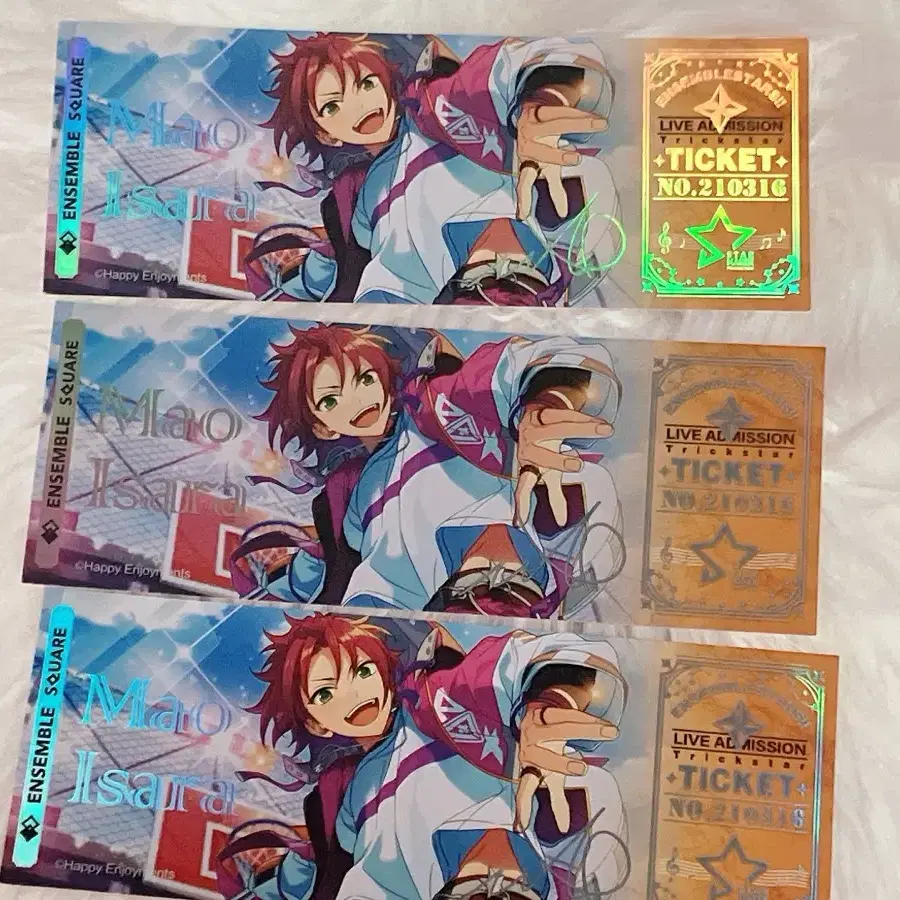 ENSEMBLE SQUARE
Mao
Isara
©Happy Enjoyments
ENSEMBLESTARS!!
LIVE ADMISSION
Trickstar
TICKET
NO.210316
STAR
ENSEMBLE SQUARE
Mao
Isara
©Happy Enjoyments
LIVE ADMISSION
Trickstar
TICKET
NO.210316
ENSEMBLE SQUARE
Mao
Isara
©Happy Enjoyments
LIVE ADMISSION
Trickstar
TICKET
NO.210316